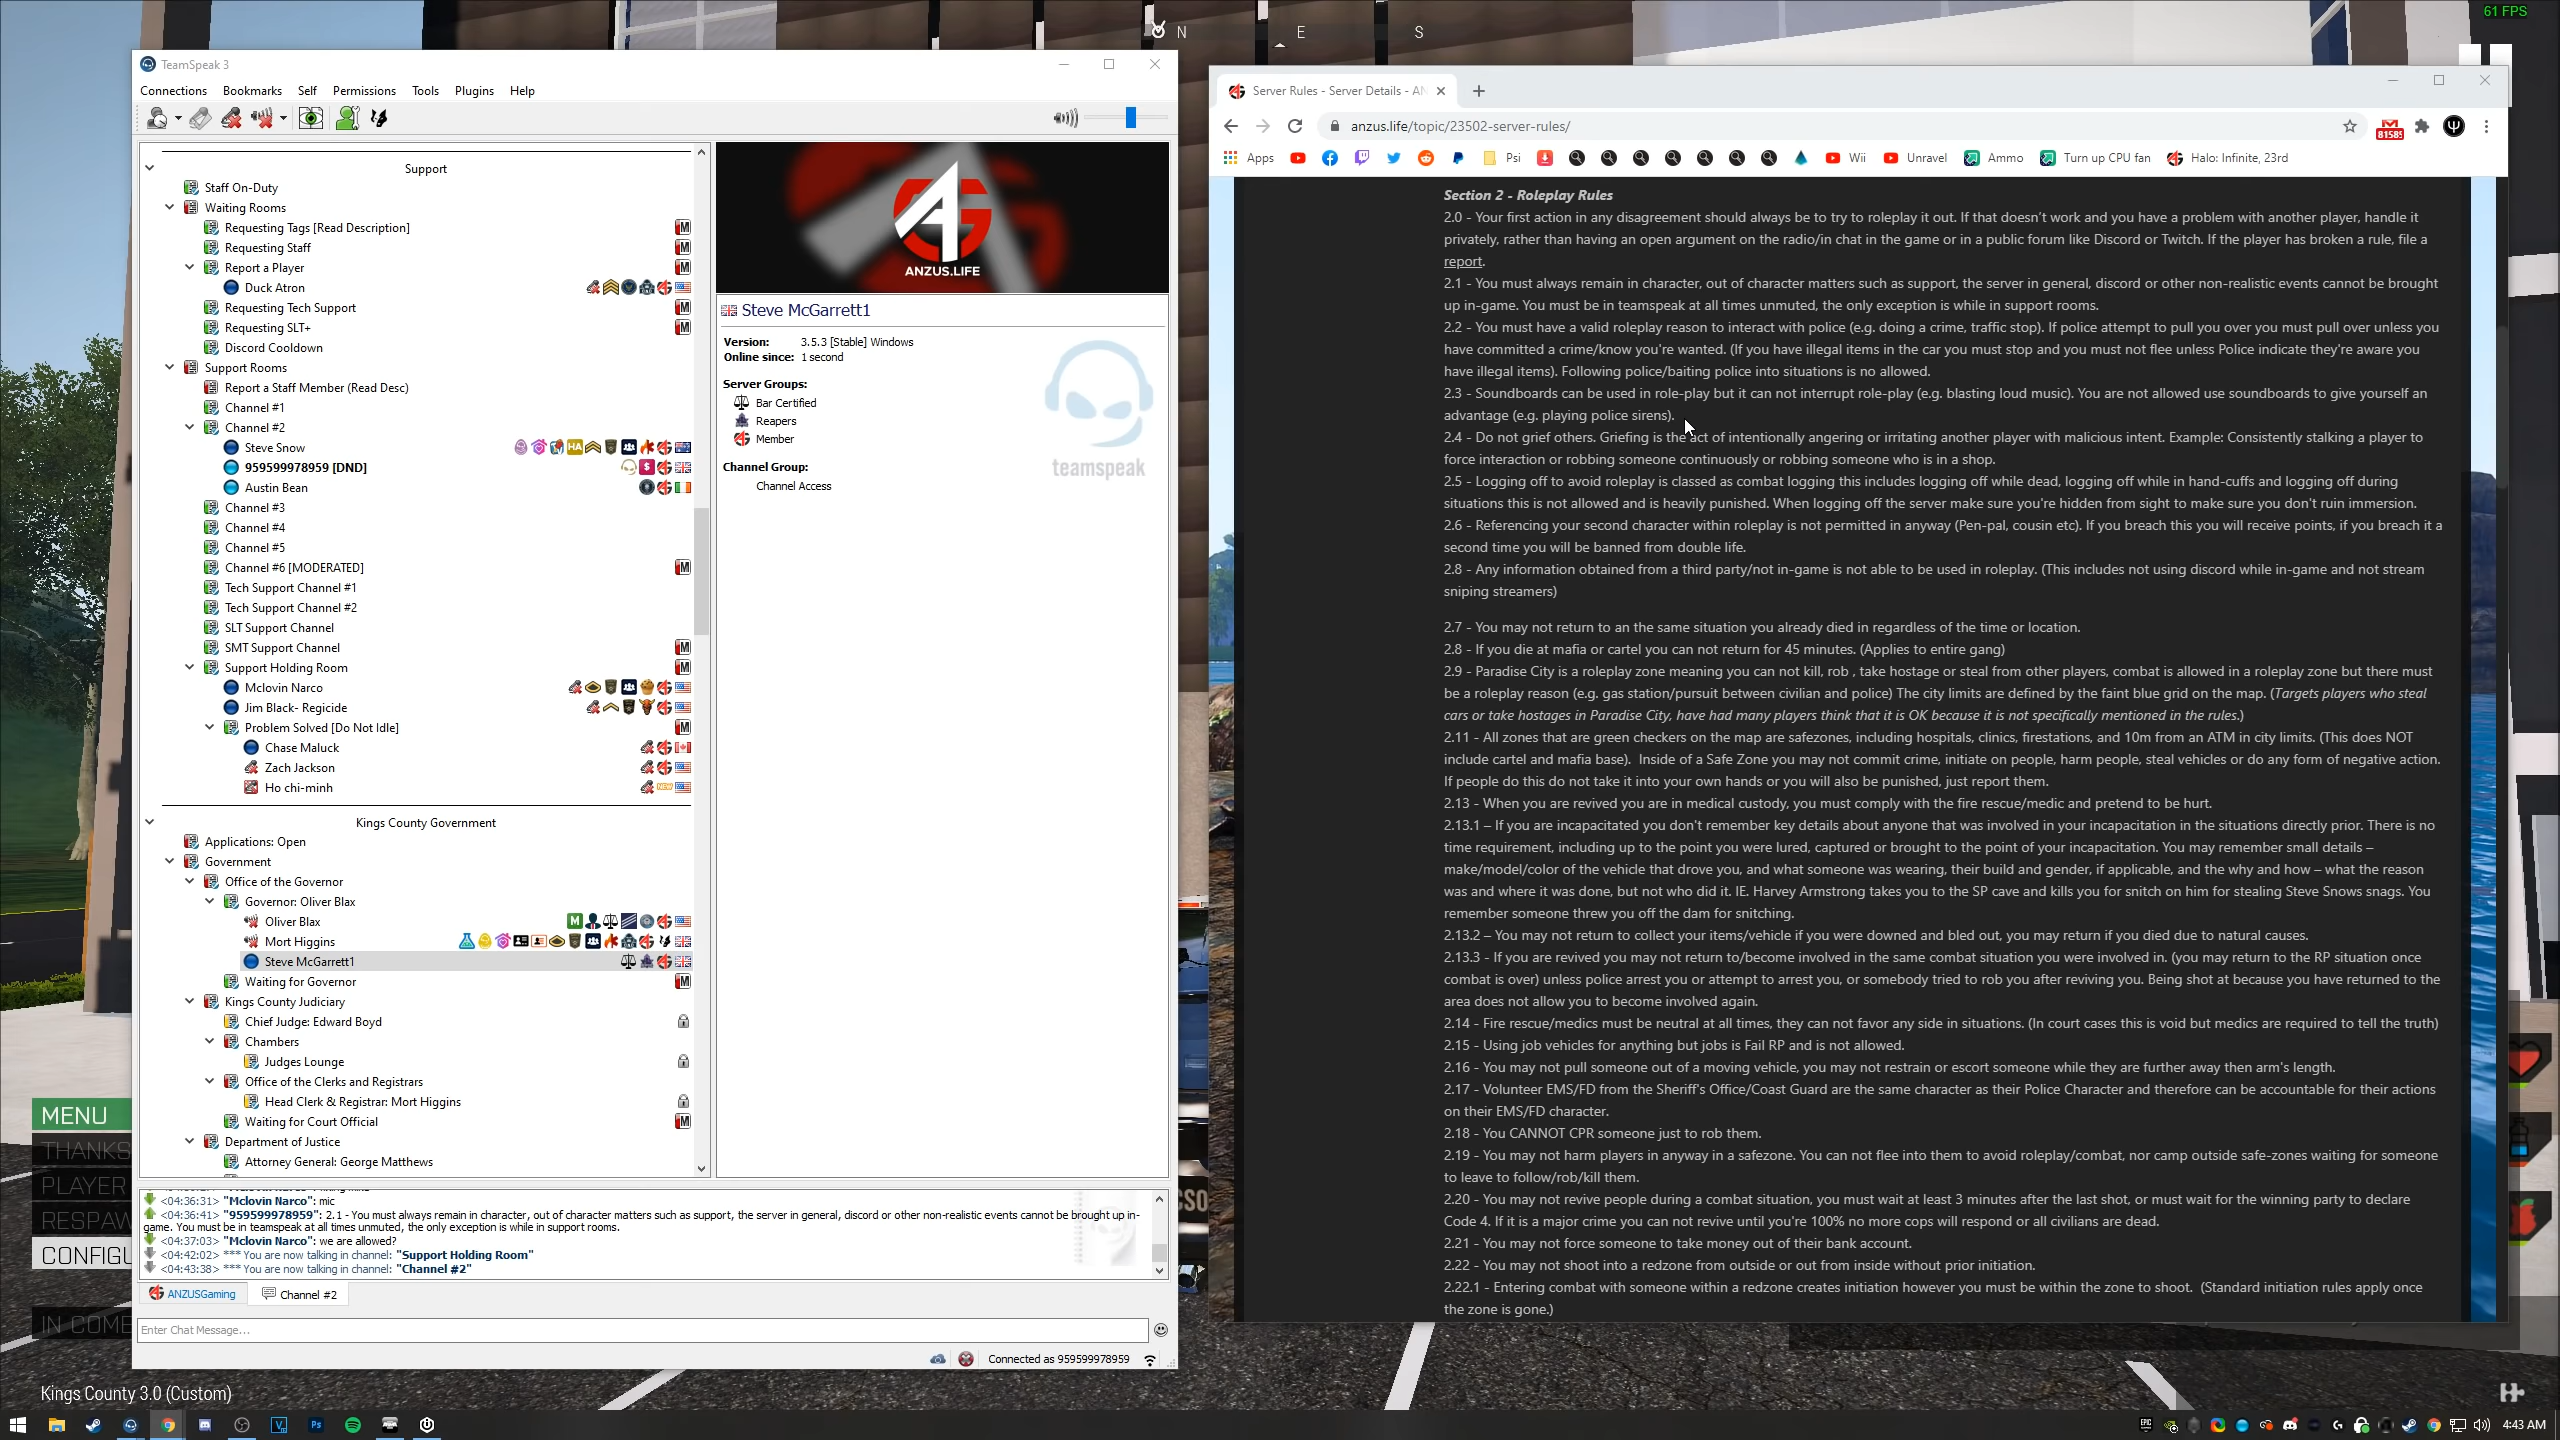 61 FPS
N E S
TeamSpeak 3
Connections Bookmarks Self Permissions Tools Plugins Help
Support
Staff On-Duty
Waiting Rooms
Requesting Tags [Read Description]
Requesting Staff
Report a Player
Duck Atron
Requesting Tech Support
Requesting SLT+
Discord Cooldown
Support Rooms
Report a Staff Member (Read Desc)
Channel #1
Channel #2
Steve Snow
959599978959 [DND]
Austin Bean
Channel #3
Channel #4
Channel #5
Channel #6 [MODERATED]
Tech Support Channel #1
Tech Support Channel #2
SLT Support Channel
SMT Support Channel
Support Holding Room
Mclovin Narco
Jim Black- Regicide
Problem Solved [Do Not Idle]
Chase Maluck
Zach Jackson
Ho chi-minh
Kings County Government
Applications: Open
Government
Office of the Governor
Governor: Oliver Blax
Oliver Blax
Mort Higgins
Steve McGarrett1
Waiting for Governor
Kings County Judiciary
Chief Judge: Edward Boyd
Chambers
Judges Lounge
Office of the Clerks and Registrars
Head Clerk & Registrar: Mort Higgins
Waiting for Court Official
Department of Justice
Attorney General: George Matthews
ANZUS.LIFE
Steve McGarrett1
Version: 3.5.3 [Stable] Windows
Online since: 1 second
Server Groups:
Bar Certified
Reapers
Member
Channel Group:
Channel Access
teamspeak
<04:36:31> "Mclovin Narco": mic
<04:36:41> "959599978959": 2.1 - You must always remain in character, out of character matters such as support, the server in general, discord or other non-realistic events cannot be brought up in-
game. You must be in teamspeak at all times unmuted, the only exception is while in support rooms.
<04:37:03> "Mclovin Narco": we are allowed?
<04:42:02> *** You are now talking in channel: "Support Holding Room"
<04:43:38> *** You are now talking in channel: "Channel #2"
ANZUSGaming Channel #2
Enter Chat Message...
Connected as 959599978959
Server Rules - Server Details - AN
anzus.life/topic/23502-server-rules/
81585
Apps Psi Wii Unravel Ammo Turn up CPU fan Halo: Infinite, 23rd
Section 2 - Roleplay Rules
2.0 - Your first action in any disagreement should always be to try to roleplay it out. If that doesn't work and you have a problem with another player, handle it
privately, rather than having an open argument on the radio/in chat in the game or in a public forum like Discord or Twitch. If the player has broken a rule, file a
report.
2.1 - You must always remain in character, out of character matters such as support, the server in general, discord or other non-realistic events cannot be brought
up in-game. You must be in teamspeak at all times unmuted, the only exception is while in support rooms.
2.2 - You must have a valid roleplay reason to interact with police (e.g. doing a crime, traffic stop). If police attempt to pull you over you must pull over unless you
have committed a crime/know you're wanted. (If you have illegal items in the car you must stop and you must not flee unless Police indicate they're aware you
have illegal items). Following police/baiting police into situations is no allowed.
2.3 - Soundboards can be used in role-play but it can not interrupt role-play (e.g. blasting loud music). You are not allowed use soundboards to give yourself an
advantage (e.g. playing police sirens).
2.4 - Do not grief others. Griefing is the act of intentionally angering or irritating another player with malicious intent. Example: Consistently stalking a player to
force interaction or robbing someone continuously or robbing someone who is in a shop.
2.5 - Logging off to avoid roleplay is classed as combat logging this includes logging off while dead, logging off while in hand-cuffs and logging off during
situations this is not allowed and is heavily punished. When logging off the server make sure you're hidden from sight to make sure you don't ruin immersion.
2.6 - Referencing your second character within roleplay is not permitted in anyway (Pen-pal, cousin etc). If you breach this you will receive points, if you breach it a
second time you will be banned from double life.
2.8 - Any information obtained from a third party/not in-game is not able to be used in roleplay. (This includes not using discord while in-game and not stream
sniping streamers)
2.7 - You may not return to an the same situation you already died in regardless of the time or location.
2.8 - If you die at mafia or cartel you can not return for 45 minutes. (Applies to entire gang)
2.9 - Paradise City is a roleplay zone meaning you can not kill, rob , take hostage or steal from other players, combat is allowed in a roleplay zone but there must
be a roleplay reason (e.g. gas station/pursuit between civilian and police) The city limits are defined by the faint blue grid on the map. (Targets players who steal
cars or take hostages in Paradise City, have had many players think that it is OK because it is not specifically mentioned in the rules.)
2.11 - All zones that are green checkers on the map are safezones, including hospitals, clinics, firestations, and 10m from an ATM in city limits. (This does NOT
include cartel and mafia base).  Inside of a Safe Zone you may not commit crime, initiate on people, harm people, steal vehicles or do any form of negative action.
If people do this do not take it into your own hands or you will also be punished, just report them.
2.13 - When you are revived you are in medical custody, you must comply with the fire rescue/medic and pretend to be hurt.
2.13.1 – If you are incapacitated you don't remember key details about anyone that was involved in your incapacitation in the situations directly prior. There is no
time requirement, including up to the point you were lured, captured or brought to the point of your incapacitation. You may remember small details –
make/model/color of the vehicle that drove you, and what someone was wearing, their build and gender, if applicable, and the why and how – what the reason
was and where it was done, but not who did it. IE. Harvey Armstrong takes you to the SP cave and kills you for snitch on him for stealing Steve Snows snags. You
remember someone threw you off the dam for snitching.
2.13.2 – You may not return to collect your items/vehicle if you were downed and bled out, you may return if you died due to natural causes.
2.13.3 - If you are revived you may not return to/become involved in the same combat situation you were involved in. (you may return to the RP situation once
combat is over) unless police arrest you or attempt to arrest you, or somebody tried to rob you after reviving you. Being shot at because you have returned to the
area does not allow you to become involved again.
2.14 - Fire rescue/medics must be neutral at all times, they can not favor any side in situations. (In court cases this is void but medics are required to tell the truth)
2.15 - Using job vehicles for anything but jobs is Fail RP and is not allowed.
2.16 - You may not pull someone out of a moving vehicle, you may not restrain or escort someone while they are further away then arm's length.
2.17 - Volunteer EMS/FD from the Sheriff's Office/Coast Guard are the same character as their Police Character and therefore can be accountable for their actions
on their EMS/FD character.
2.18 - You CANNOT CPR someone just to rob them.
2.19 - You may not harm players in anyway in a safezone. You can not flee into them to avoid roleplay/combat, nor camp outside safe-zones waiting for someone
to leave to follow/rob/kill them.
2.20 - You may not revive people during a combat situation, you must wait at least 3 minutes after the last shot, or must wait for the winning party to declare
Code 4. If it is a major crime you can not revive until you're 100% no more cops will respond or all civilians are dead.
2.21 - You may not force someone to take money out of their bank account.
2.22 - You may not shoot into a redzone from outside or out from inside without prior initiation.
2.22.1 - Entering combat with someone within a redzone creates initiation however you must be within the zone to shoot.  (Standard initiation rules apply once
the zone is gone.)
MENU
THANKS
PLAYER
RESPAW
CONFIGU
IN COME
Kings County 3.0 (Custom)
4:43 AM